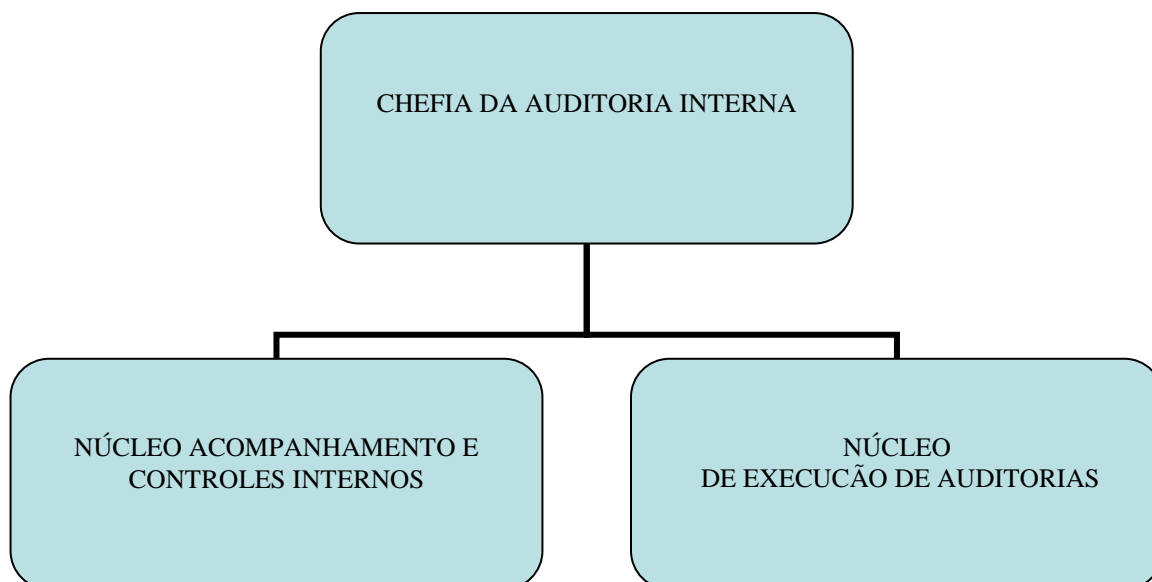 CHEFIA DA AUDITORIA INTERNA
NÚCLEO ACOMPANHAMENTO E
CONTROLES INTERNOS
NÚCLEO
DE EXECUCÃO DE AUDITORIAS